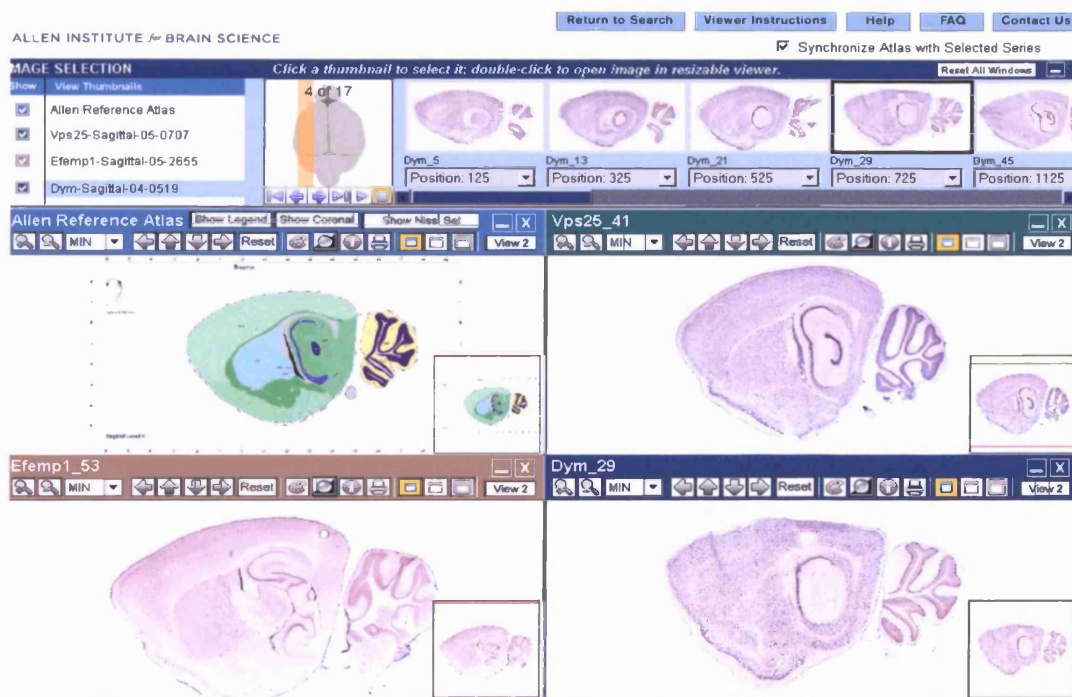 Return to Search Viewer Instructions Help FAQ Contact Us
ALLEN INSTITUTE for BRAIN SCIENCE
Synchronize Atlas with Selected Series
IMAGE SELECTION Click a thumbnail to select it; double-click to open image in resizable viewer. Reset All Windows
Show View Thumbnails
4 of 17
Allen Reference Atlas
Vps25-Sagittal-05-0707
Efemp1-Sagittal-05-2655
Dym-Sagittal-04-0519
Dym_5 Dym_13 Dym_21 Dym_29 Dym_45
Position: 125 Position: 325 Position: 525 Position: 725 Position: 1125
Allen Reference Atlas Show Legend Show Coronal Show Nissl Set X
MIN Reset View 2
Vps25_41 X
MIN Reset View 2
Efemp1_53 X
MIN Reset View 2
Dym_29 X
MIN Reset View 2